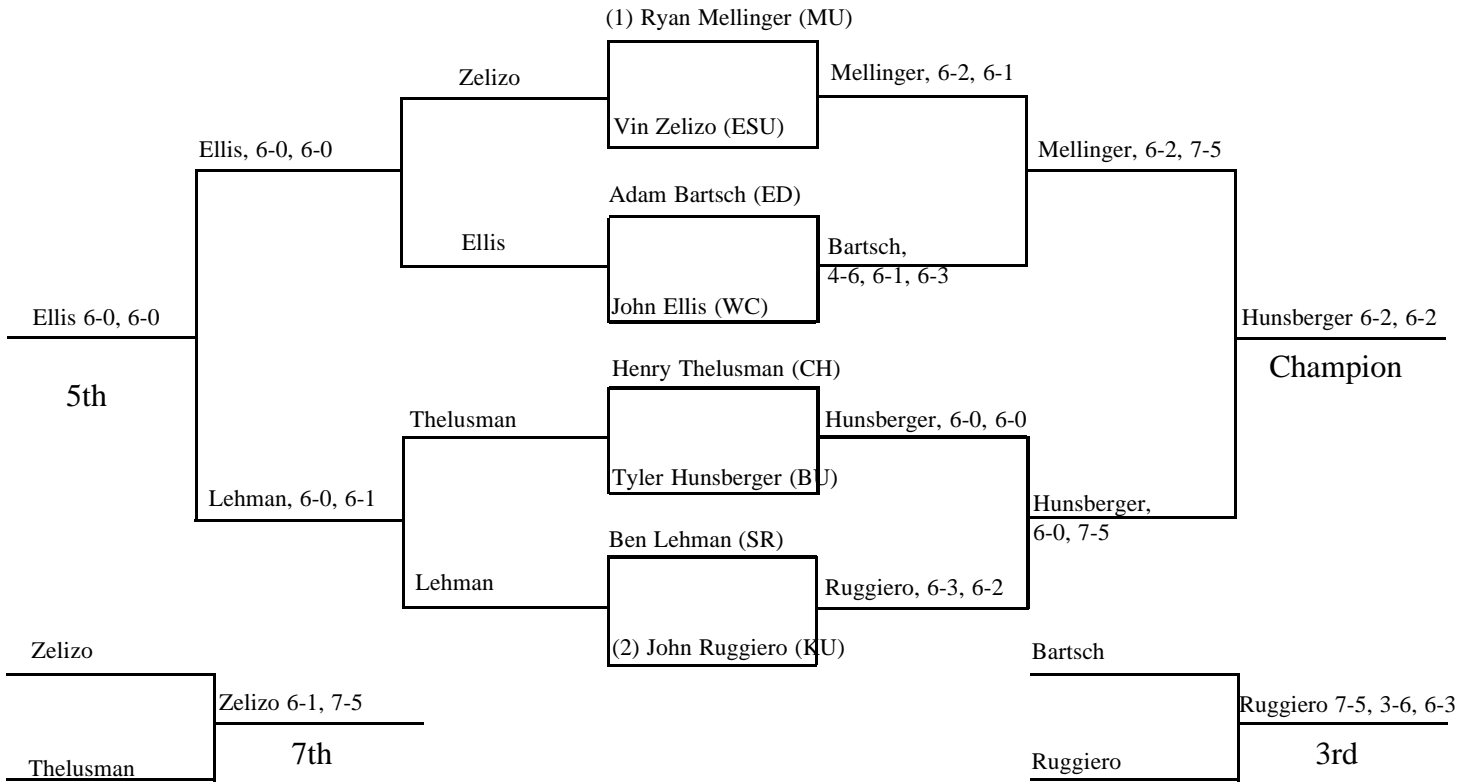 (1) Ryan Mellinger (MU)
Zelizo
Mellinger, 6-2, 6-1
Vin Zelizo (ESU)
Ellis, 6-0, 6-0
Mellinger, 6-2, 7-5
Adam Bartsch (ED)
Ellis
Bartsch,
4-6, 6-1, 6-3
John Ellis (WC)
Ellis 6-0, 6-0
Hunsberger 6-2, 6-2
5th
Champion
Henry Thelusman (CH)
Thelusman
Hunsberger, 6-0, 6-0
Tyler Hunsberger (BU)
Lehman, 6-0, 6-1
Hunsberger,
6-0, 7-5
Ben Lehman (SR)
Lehman
Ruggiero, 6-3, 6-2
(2) John Ruggiero (KU)
Zelizo
Bartsch
Zelizo 6-1, 7-5
Ruggiero 7-5, 3-6, 6-3
7th
3rd
Thelusman
Ruggiero